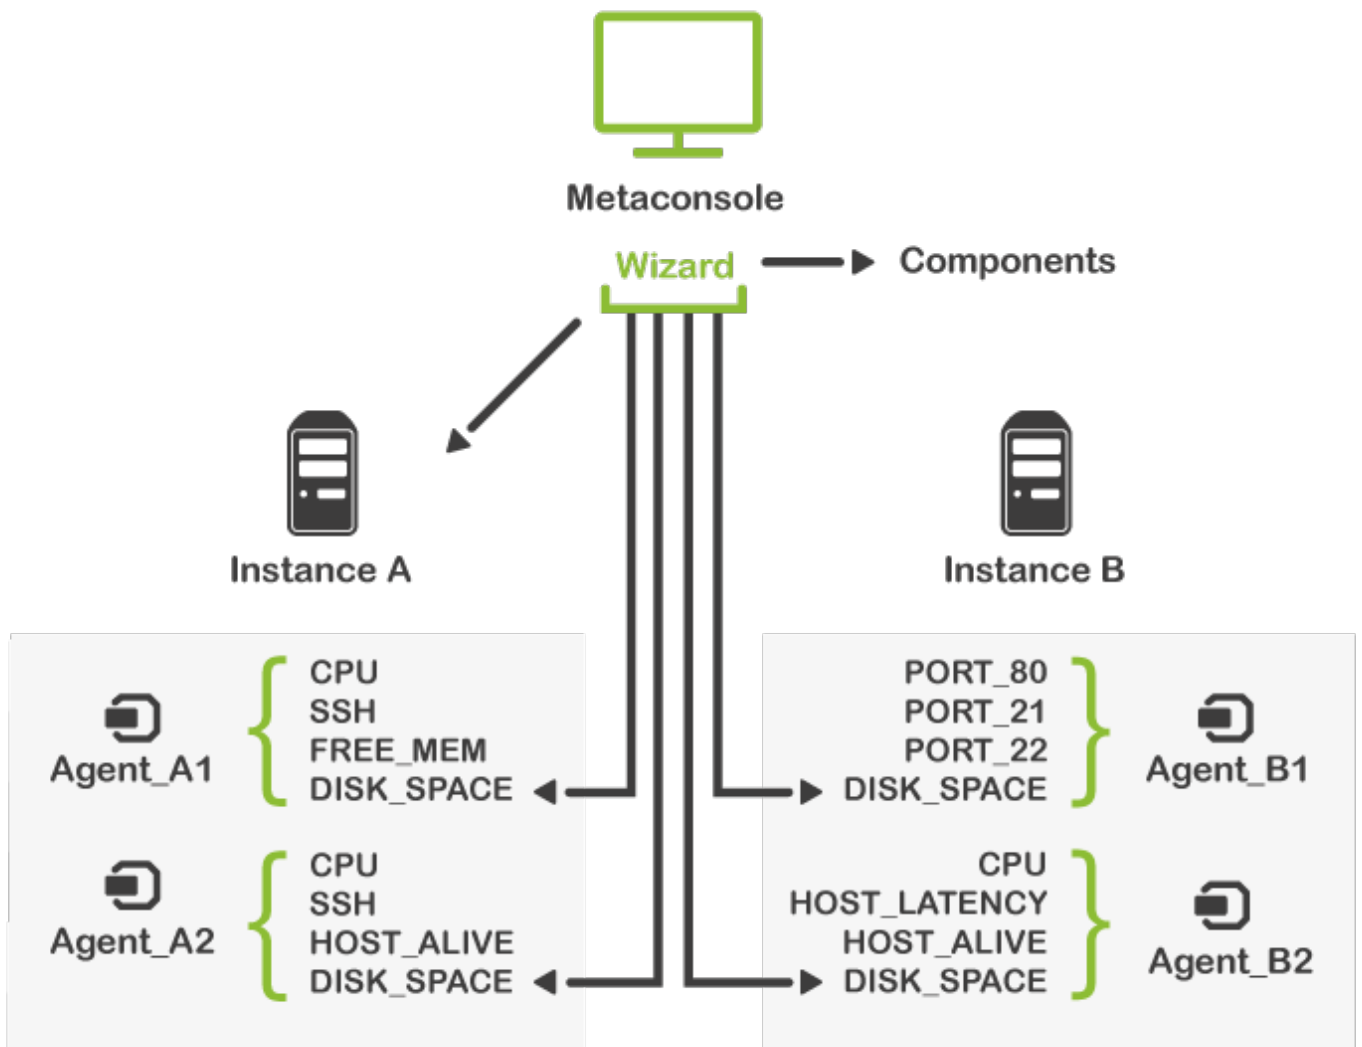 Metaconsole
Wizard
Components
Instance A
Instance B
CPU
SSH
FREE_MEM
DISK_SPACE
Agent_A1
CPU
SSH
HOST_ALIVE
DISK_SPACE
Agent_A2
PORT_80
PORT_21
PORT_22
DISK_SPACE
Agent_B1
CPU
HOST_LATENCY
HOST_ALIVE
DISK_SPACE
Agent_B2